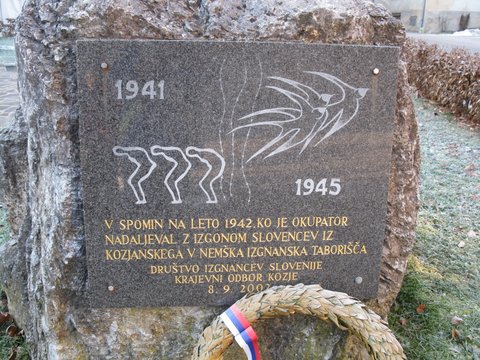 1941
1945
V SPOMIN NA LETO 1942, KO JE OKUPATOR
NADALJEVAL Z IZGONOM SLOVENCEV IZ
KOZJANSKEGA V NEMŠKA IZGNANSKA TABORIŠČA
DRUŠTVO IZGNANCEV SLOVENIJE
KRAJEVNI ODBOR KOZJE
8. 9. 2002